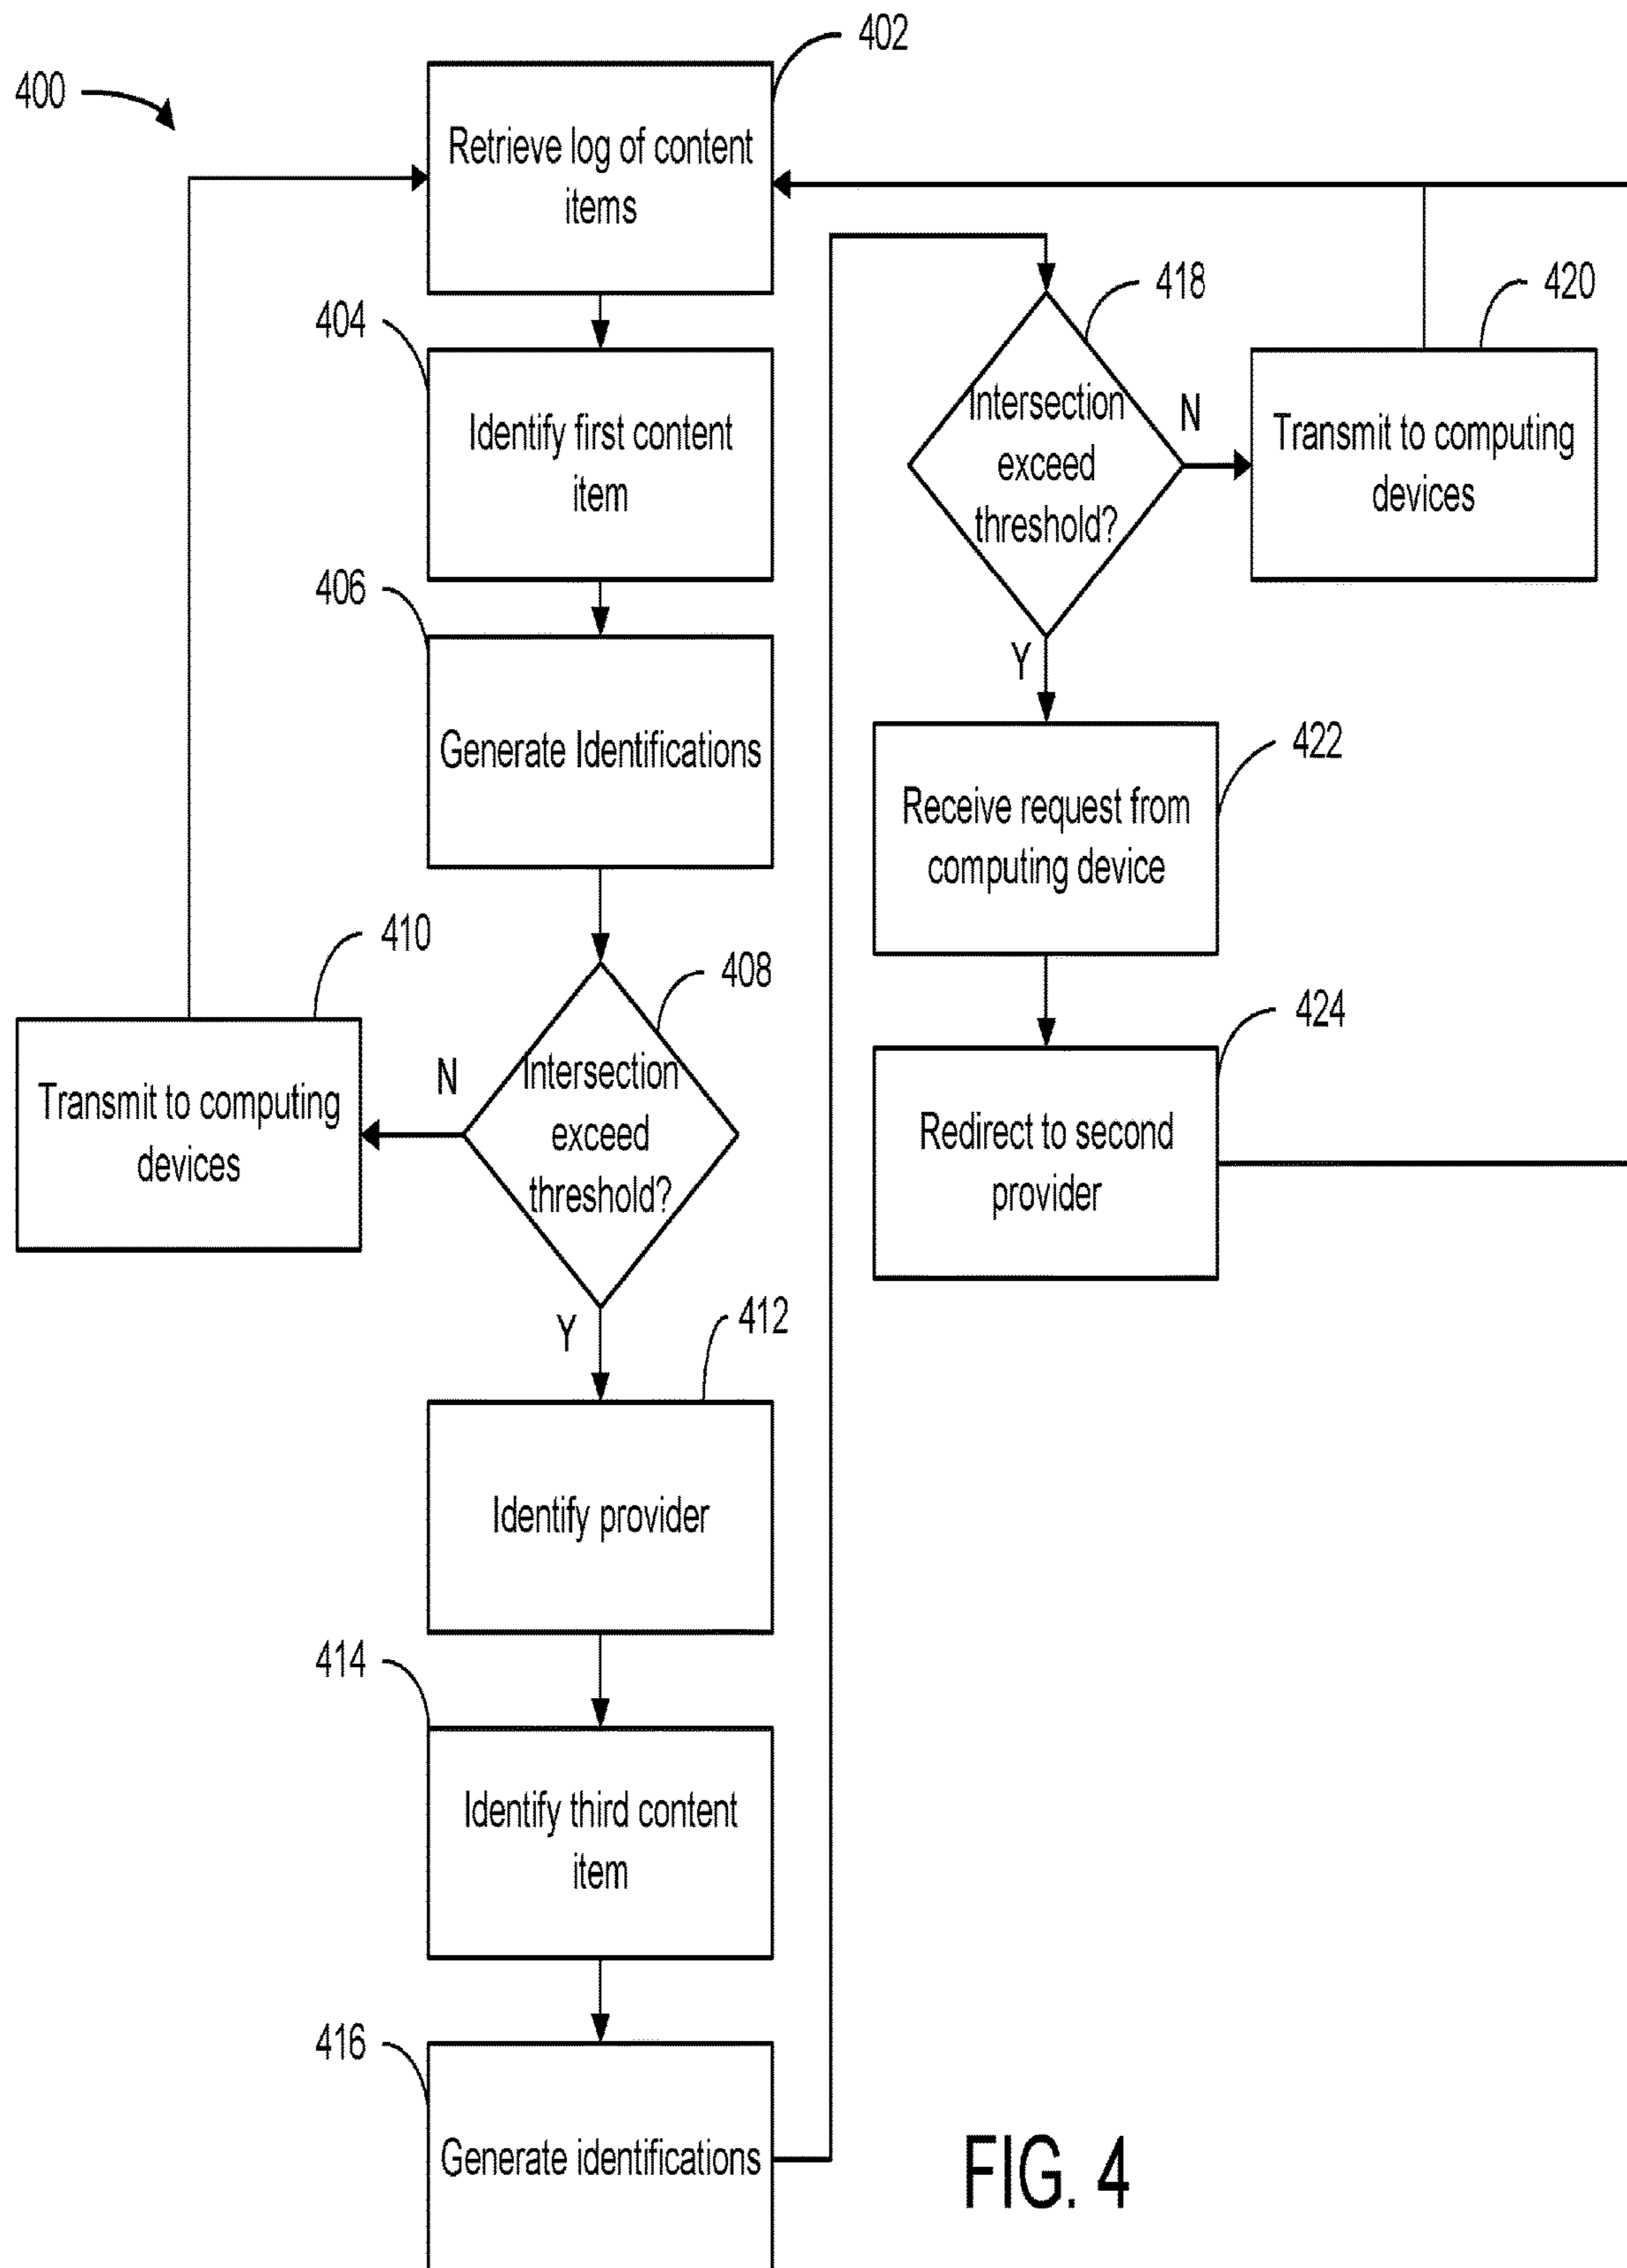 400
402
Retrieve log of content
items
404
Identify first content
item
406
Generate Identifications
408
Intersection
exceed
threshold?
N
410
Transmit to computing
devices
Y
412
Identify provider
414
Identify third content
item
416
Generate identifications
418
Intersection
exceed
threshold?
N
420
Transmit to computing
devices
Y
422
Receive request from
computing device
424
Redirect to second
provider
FIG. 4